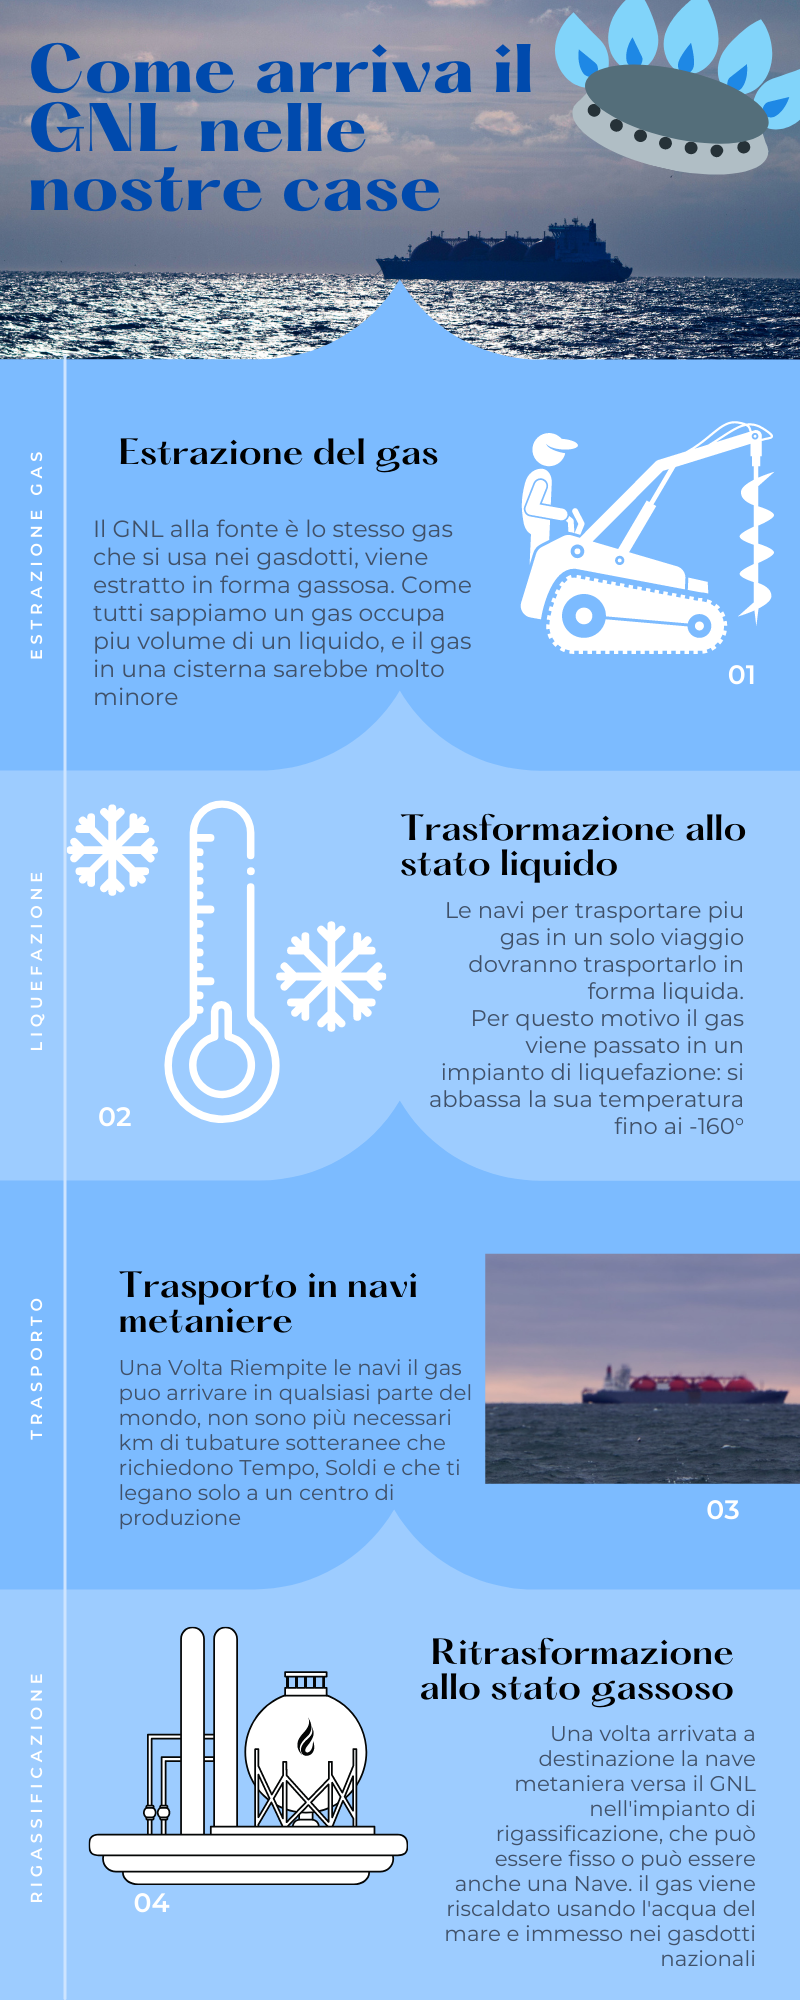 Come arriva il
GNL nelle
nostre case
ESTRAZIONE GAS
Estrazione del gas
Il GNL alla fonte è lo stesso gas
che si usa nei gasdotti, viene
estratto in forma gassosa. Come
tutti sappiamo un gas occupa
piu volume di un liquido, e il gas
in una cisterna sarebbe molto
minore
01
LIQUEFAZIONE
Trasformazione allo
stato liquido
Le navi per trasportare piu
gas in un solo viaggio
dovranno trasportarlo in
forma liquida.
Per questo motivo il gas
viene passato in un
impianto di liquefazione: si
abbassa la sua temperatura
fino ai -160°
02
TRASPORTO
Trasporto in navi
metaniere
Una Volta Riempite le navi il gas
puo arrivare in qualsiasi parte del
mondo, non sono più necessari
km di tubature sotteranee che
richiedono Tempo, Soldi e che ti
legano solo a un centro di
produzione
03
RIGASSIFICAZIONE
Ritrasformazione
allo stato gassoso
Una volta arrivata a
destinazione la nave
metaniera versa il GNL
nell'impianto di
rigassificazione, che può
essere fisso o può essere
anche una Nave. il gas viene
riscaldato usando l'acqua del
mare e immesso nei gasdotti
nazionali
04